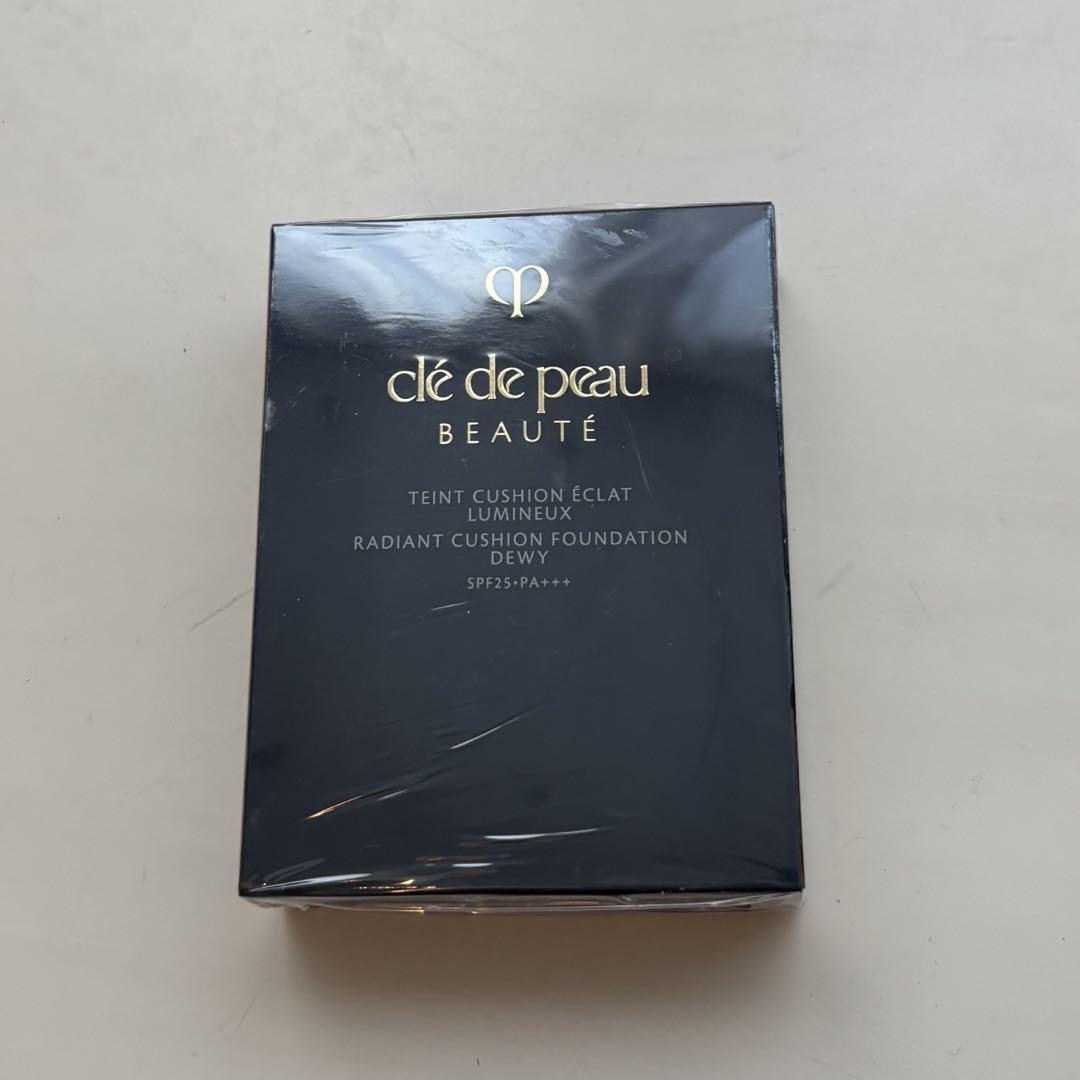 clé de peau
BEAUTÉ
TEINT CUSHION ÉCLAT
LUMINEUX
RADIANT CUSHION FOUNDATION
DEWY
SPF25•PA+++